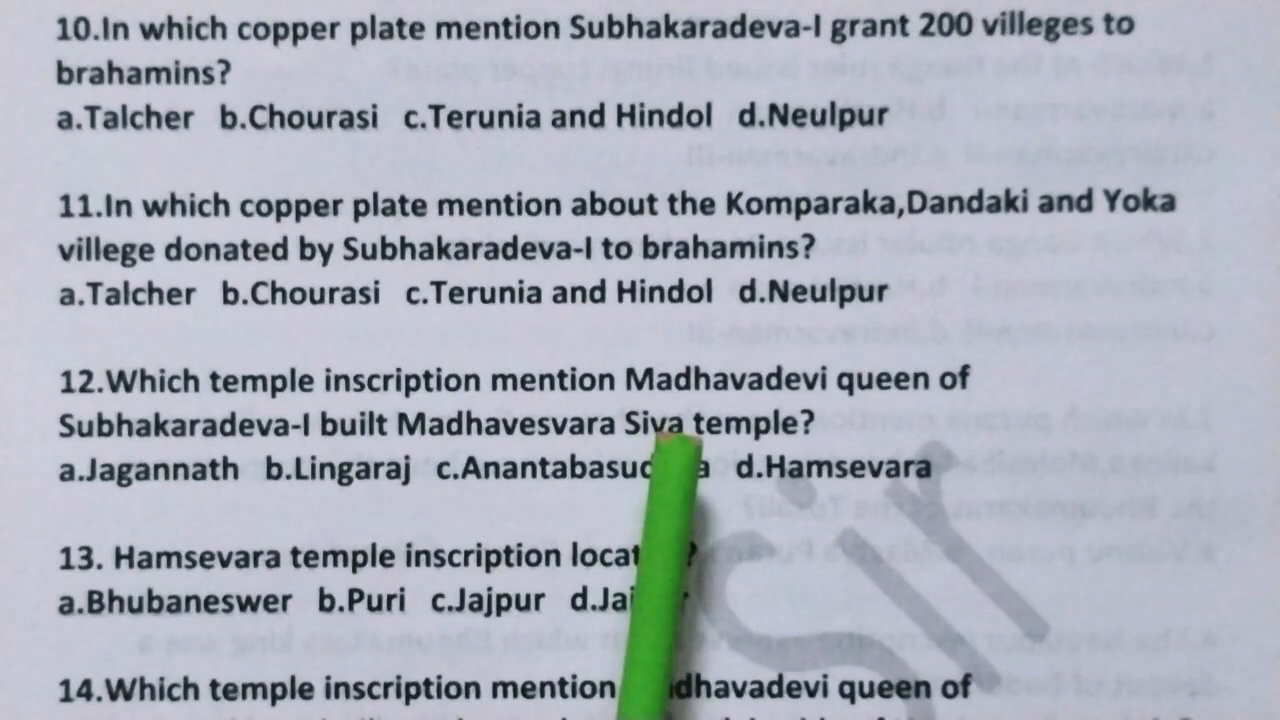 10.In which copper plate mention Subhakaradeva-I grant 200 villeges to
brahamins?
a.Talcher b.Chourasi c.Terunia and Hindol d.Neulpur
11.In which copper plate mention about the Komparaka,Dandaki and Yoka
villege donated by Subhakaradeva-I to brahamins?
a.Talcher b.Chourasi c.Terunia and Hindol d.Neulpur
12.Which temple inscription mention Madhavadevi queen of
Subhakaradeva-I built Madhavesvara Siva temple?
a.Jagannath b.Lingaraj d.Hamsevara
13. Hamsevara temple inscription ?
a.Bhubaneswer b.Puri c.Jajpur
14.Which temple inscription mention queen of
Sir